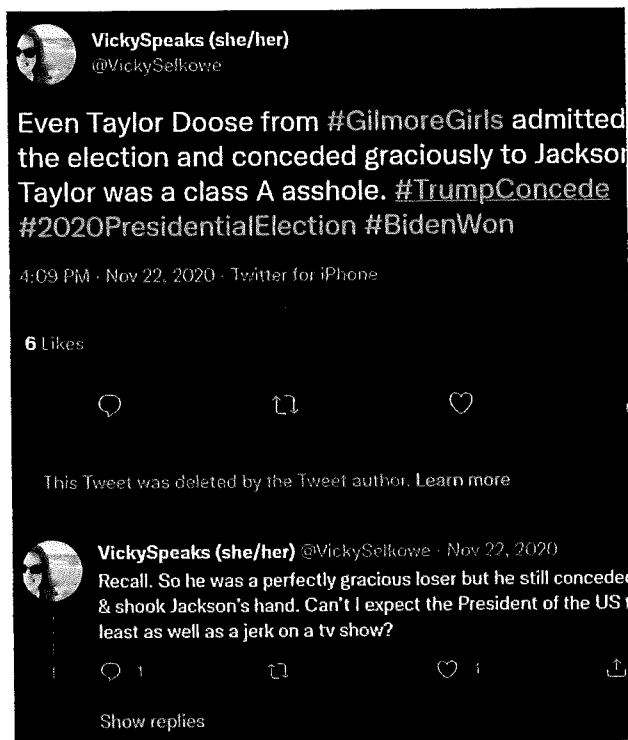 VickySpeaks (she/her)
@VickySelkowe
Even Taylor Doose from #GilmoreGirls admitted
the election and conceded graciously to Jackson
Taylor was a class A asshole. #TrumpConcede
#2020PresidentialElection #BidenWon
4:09 PM · Nov 22, 2020 · Twitter for iPhone
6 Likes
This Tweet was deleted by the Tweet author. Learn more
VickySpeaks (she/her) @VickySelkowe · Nov 22, 2020
Recall. So he was a perfectly gracious loser but he still conceded
& shook Jackson's hand. Can't I expect the President of the US
least as well as a jerk on a tv show?
1 1
Show replies